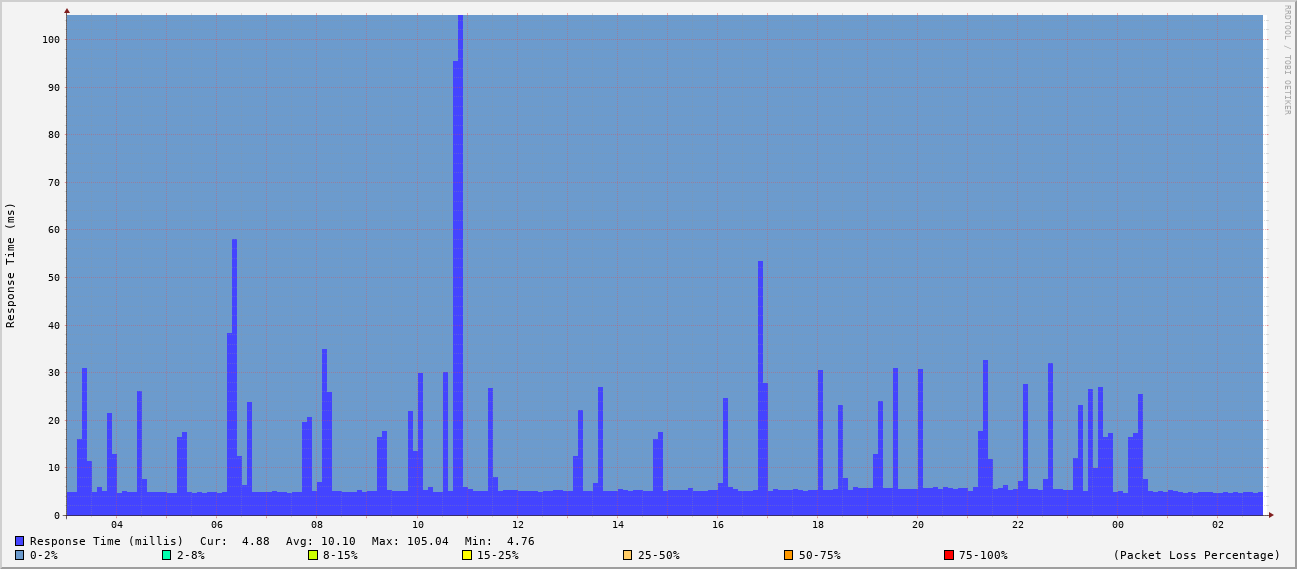 RRDTOOL / TOBI OETIKER
Response Time (ms)
100
90
80
70
60
50
40
30
20
10
0
04 06 08 10 12 14 16 18 20 22 00 02
Response Time (millis) Cur: 4.88 Avg: 10.10 Max: 105.04 Min: 4.76
0-2% 2-8% 8-15% 15-25% 25-50% 50-75% 75-100% (Packet Loss Percentage)